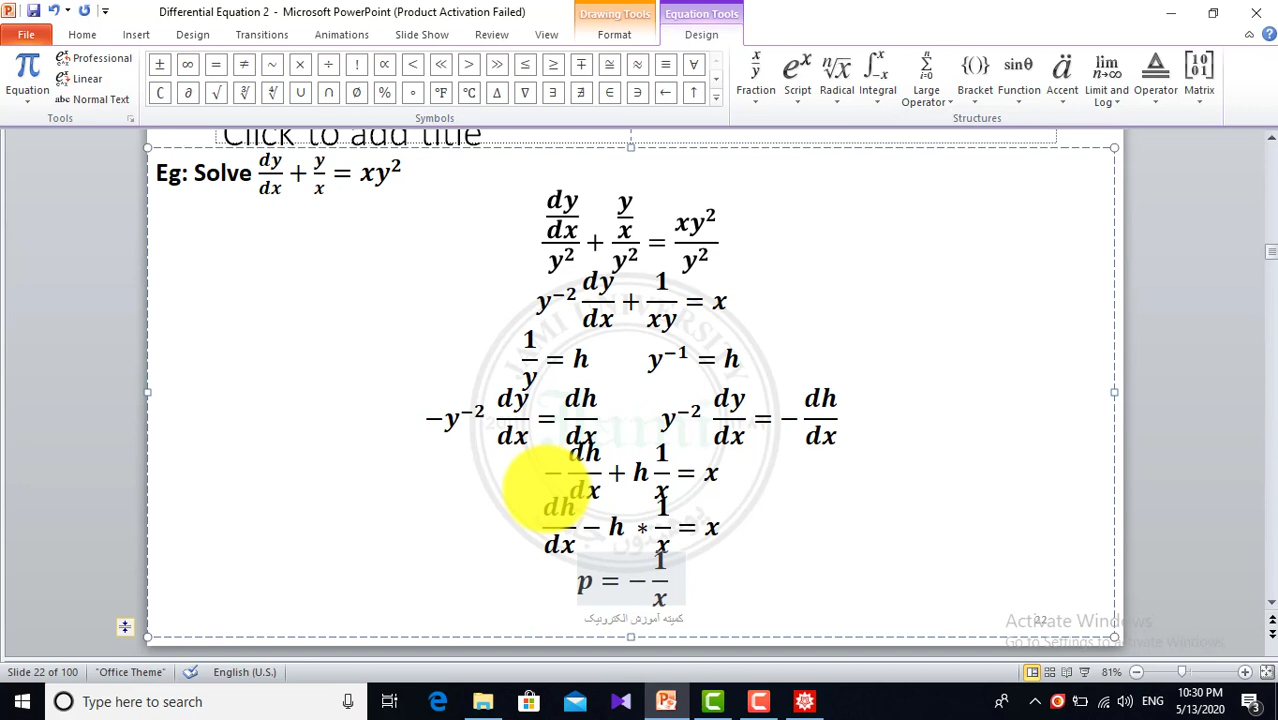 Differential Equation 2 - Microsoft PowerPoint (Product Activation Failed)
Drawing Tools
Equation Tools
File Home Insert Design Transitions Animations Slide Show Review View Format Design
π Equation
Professional
Linear
abc Normal Text
± ∞ = ≠ ~ × ÷ ! ∝ < ≪ > ≫ ≤ ≥ ∓ ≅ ≈ ≡ ∀
∁ ∂ √ ∛ ∜ ∪ ∩ ∅ % ° °F °C ∆ ∇ ∃ ∄ ∈ ∋ ← ↑
Fraction Script Radical Integral Large Operator Bracket Function Accent Limit and Log Operator Matrix
Tools Symbols Structures
Click to add title
Eg: Solve dy/dx + y/x = xy²
(dy/dx)/y² + (y/x)/y² = xy²/y²
y⁻² dy/dx + 1/xy = x
1/y = h y⁻¹ = h
−y⁻² dy/dx = dh/dx y⁻² dy/dx = − dh/dx
− dh/dx + h 1/x = x
dh/dx − h * 1/x = x
p = − 1/x
کمیته آموزش الکترونیک
22
Activate Windows
Go to Settings to activate Windows.
Slide 22 of 100 "Office Theme" English (U.S.) 81%
Type here to search
ENG
10:30 PM
5/13/2020
3